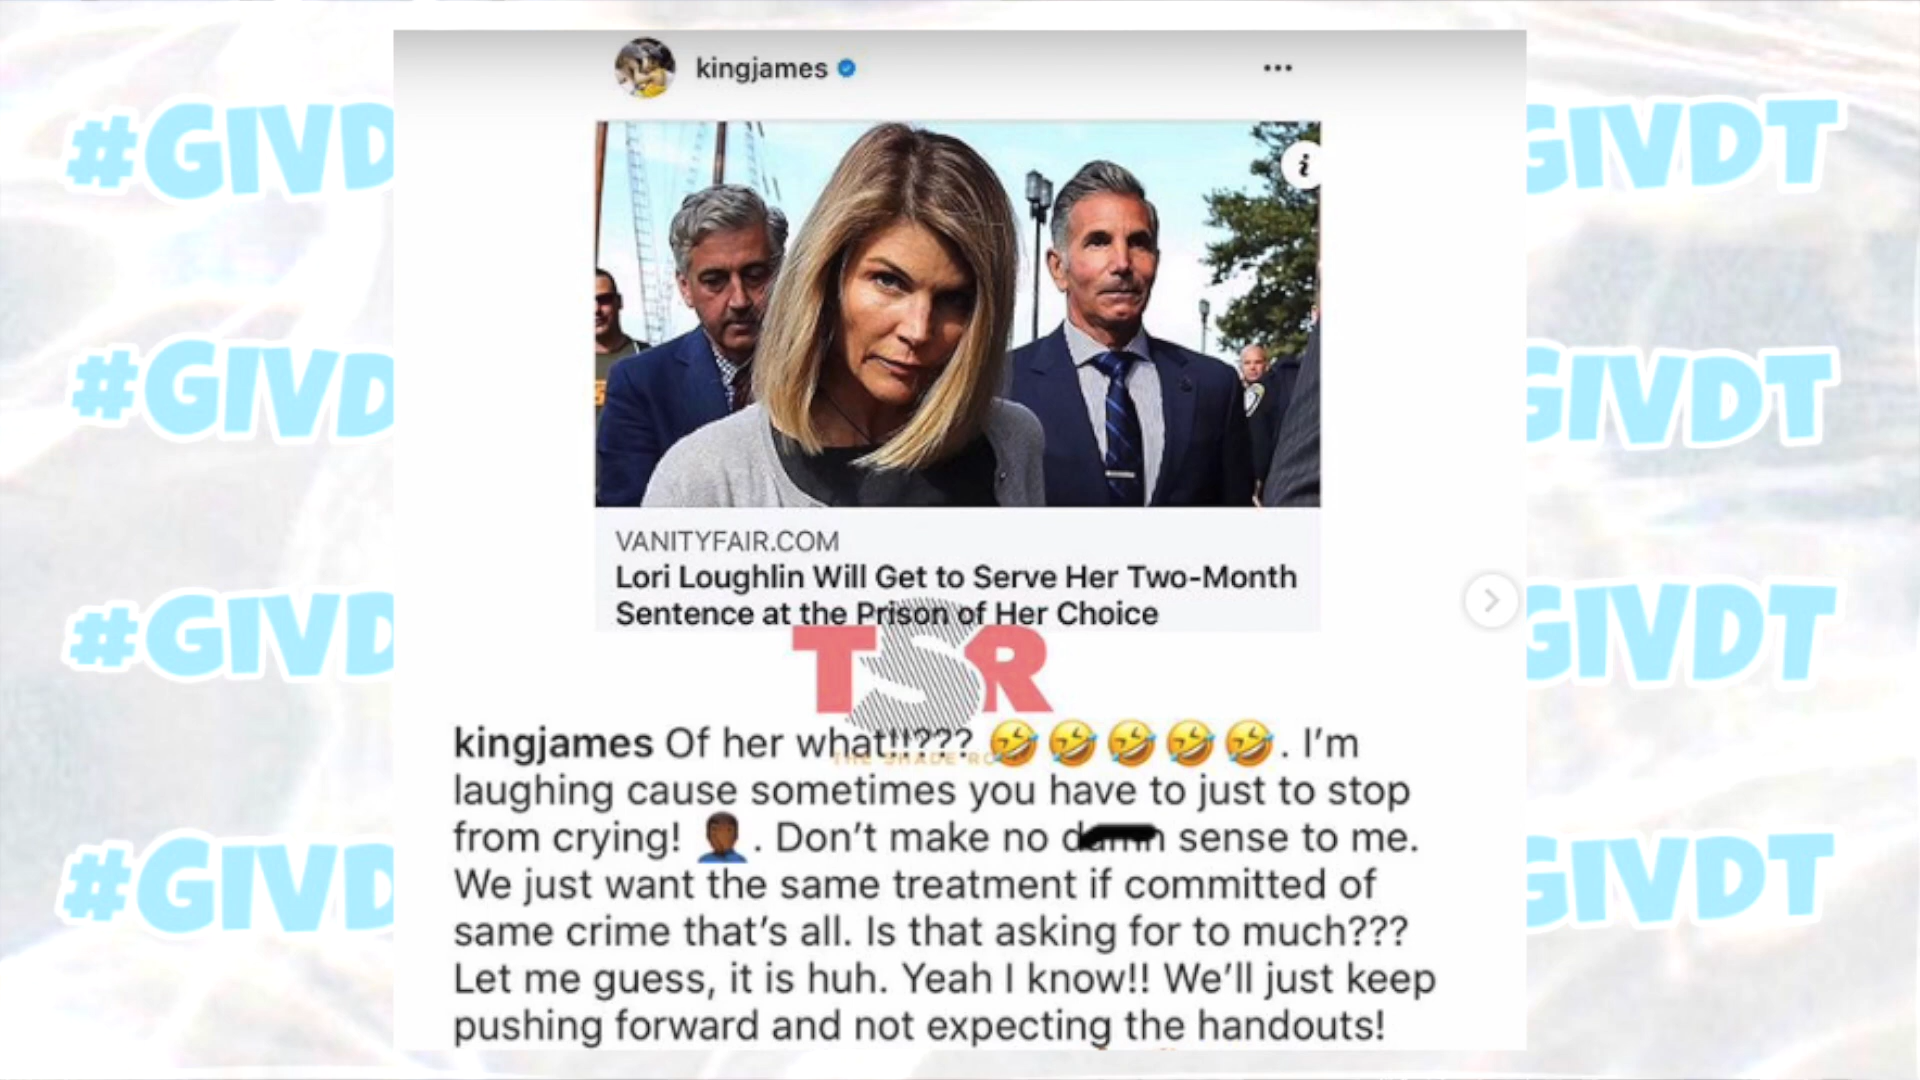 kingjames
VANITYFAIR.COM
Lori Loughlin Will Get to Serve Her Two-Month
Sentence at the Prison of Her Choice
TSR
THE SHADE RO
kingjames Of her what!!??? 🤣🤣🤣🤣🤣. I'm
laughing cause sometimes you have to just to stop
from crying! 🤦🏾‍♂️. Don't make no damn sense to me.
We just want the same treatment if committed of
same crime that's all. Is that asking for to much???
Let me guess, it is huh. Yeah I know!! We'll just keep
pushing forward and not expecting the handouts!
#GIVD
GIVDT
#GIVD
GIVDT
#GIVD
GIVDT
#GIVD
GIVDT